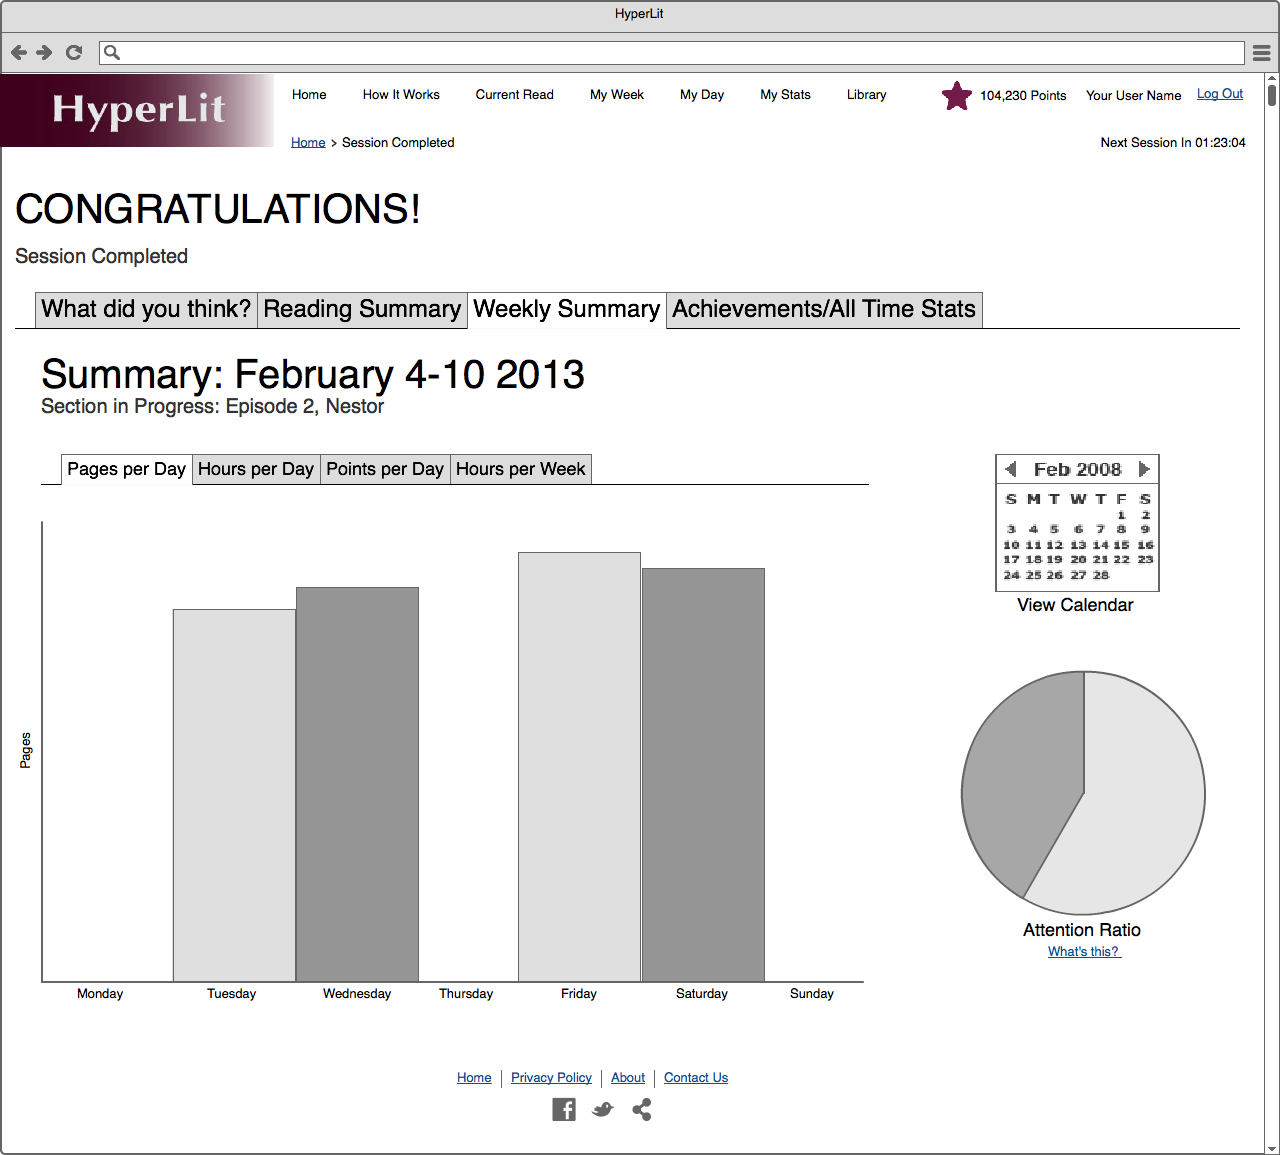 HyperLit
HyperLit
Home How It Works Current Read My Week My Day My Stats Library
104,230 Points Your User Name Log Out
Home > Session Completed
Next Session In 01:23:04
CONGRATULATIONS!
Session Completed
What did you think? Reading Summary Weekly Summary Achievements/All Time Stats
Summary: February 4-10 2013
Section in Progress: Episode 2, Nestor
Pages per Day Hours per Day Points per Day Hours per Week
Pages
Monday Tuesday Wednesday Thursday Friday Saturday Sunday
Feb 2008
S M T W T F S
1 2
3 4 5 6 7 8 9
10 11 12 13 14 15 16
17 18 19 20 21 22 23
24 25 26 27 28
View Calendar
Attention Ratio
What's this?
Home Privacy Policy About Contact Us